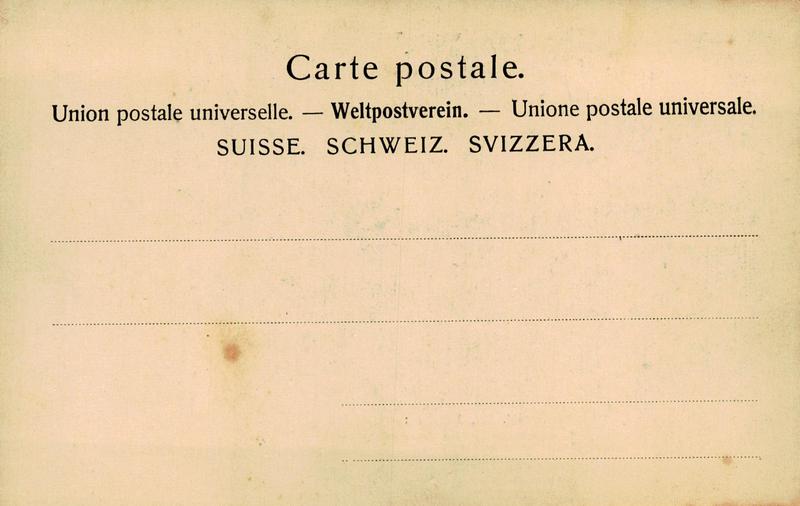 Carte postale.
Union postale universelle. — Weltpostverein. — Unione postale universale.
SUISSE. SCHWEIZ. SVIZZERA.